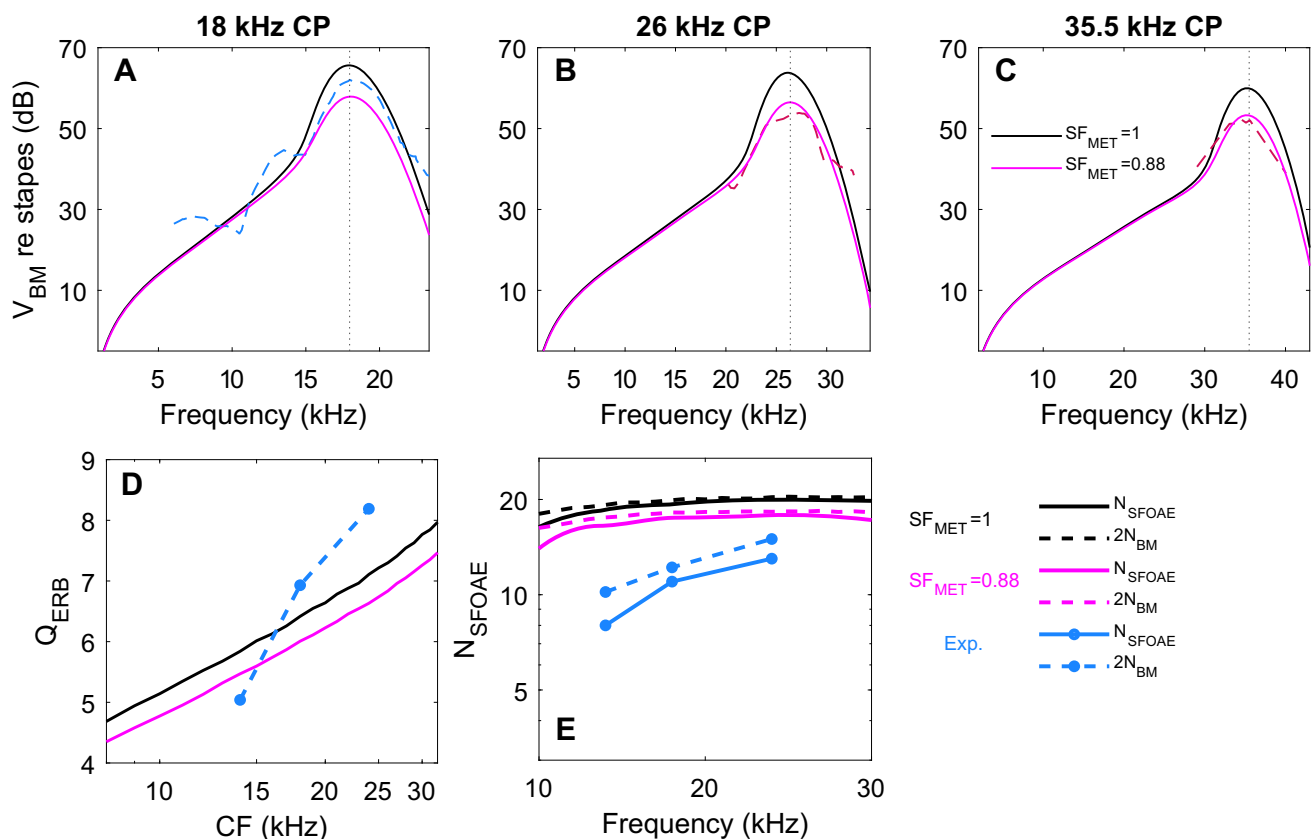 18 kHz CP
26 kHz CP
35.5 kHz CP
A
B
C
V_BM re stapes (dB)
70
50
30
10
5
10
15
20
Frequency (kHz)
70
50
30
10
5
10
15
20
25
30
Frequency (kHz)
70
50
30
10
10
20
30
40
Frequency (kHz)
SF_MET=1
SF_MET=0.88
D
Q_ERB
9
8
7
6
5
4
10
15
20
25
30
CF (kHz)
E
N_SFOAE
20
10
5
10
20
30
Frequency (kHz)
SF_MET=1
N_SFOAE
2N_BM
SF_MET=0.88
N_SFOAE
2N_BM
Exp.
N_SFOAE
2N_BM